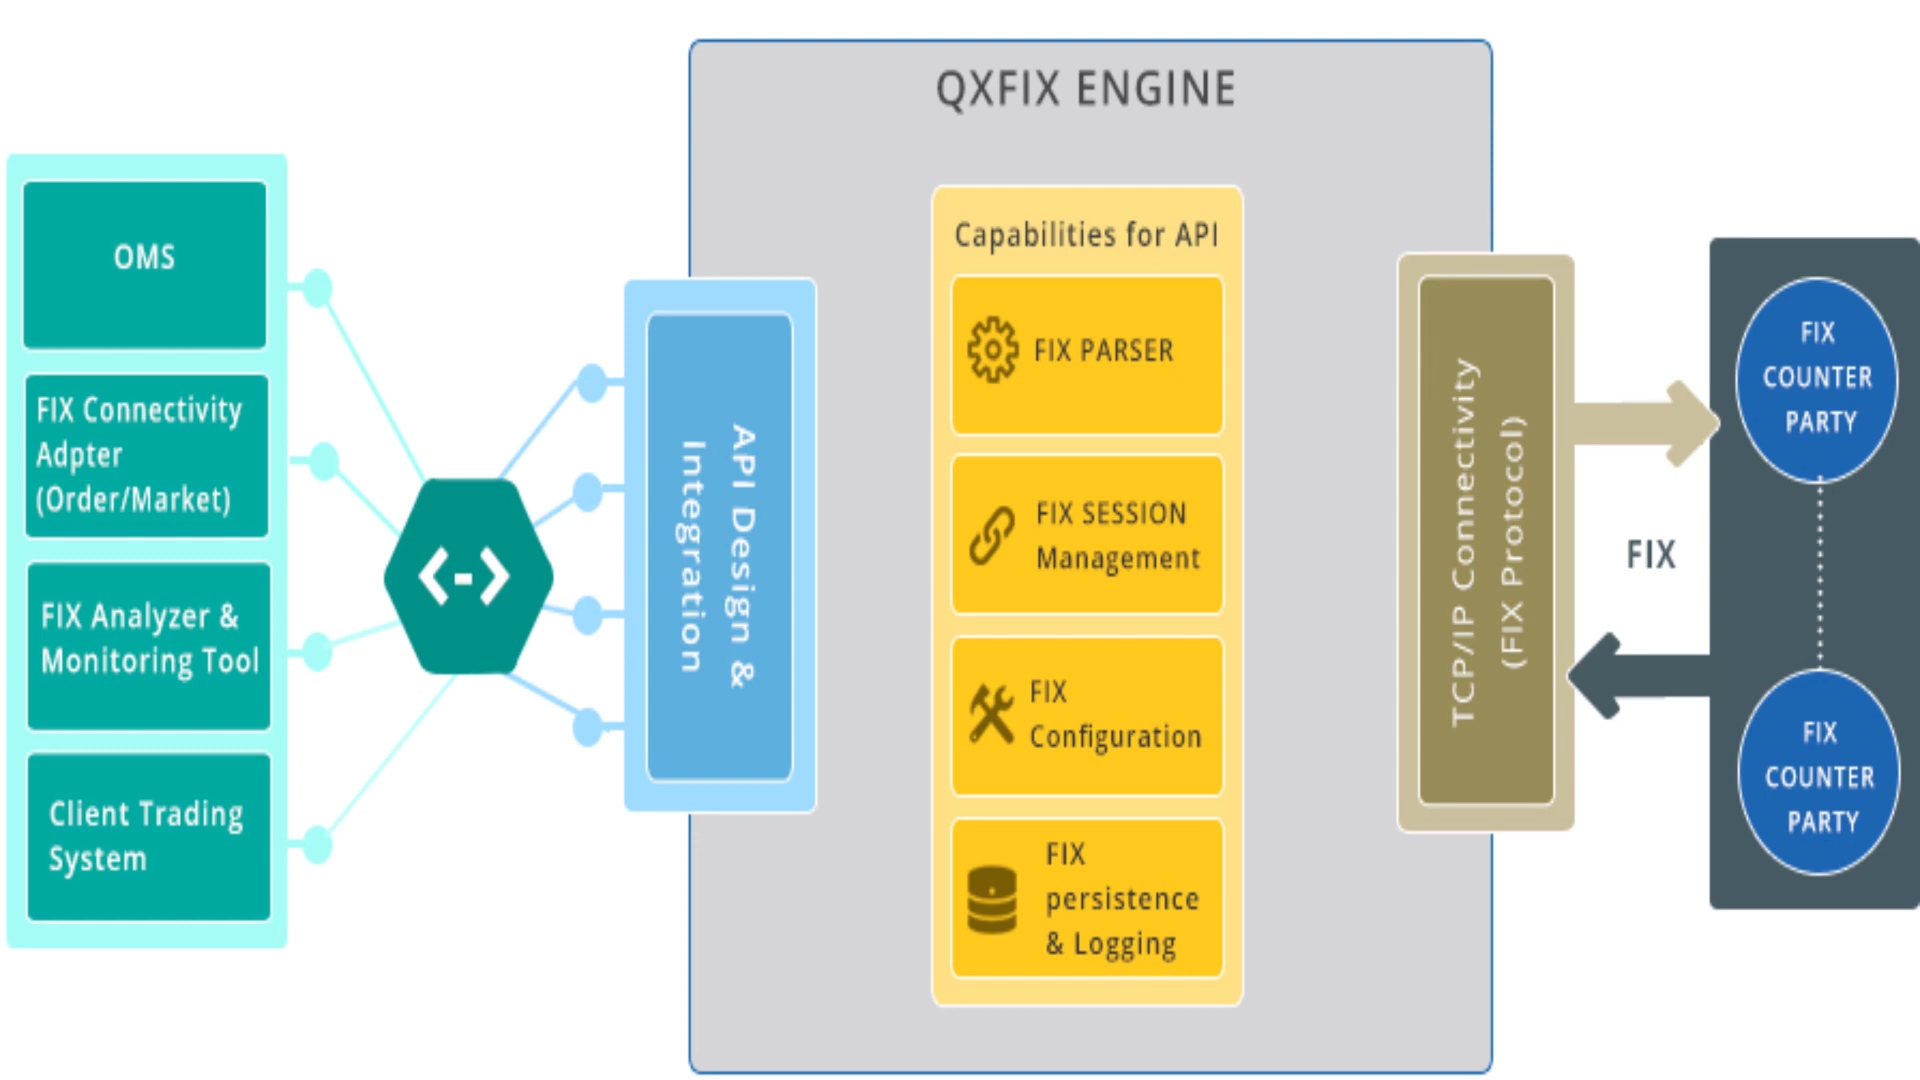 QXFIX ENGINE
OMS
FIX Connectivity
Adpter
(Order/Market)
FIX Analyzer &
Monitoring Tool
Client Trading
System
<->
API Design &
Integration
Capabilities for API
FIX PARSER
FIX SESSION
Management
FIX
Configuration
FIX
persistence
& Logging
TCP/IP Connectivity
(FIX Protocol)
FIX
FIX
COUNTER
PARTY
FIX
COUNTER
PARTY